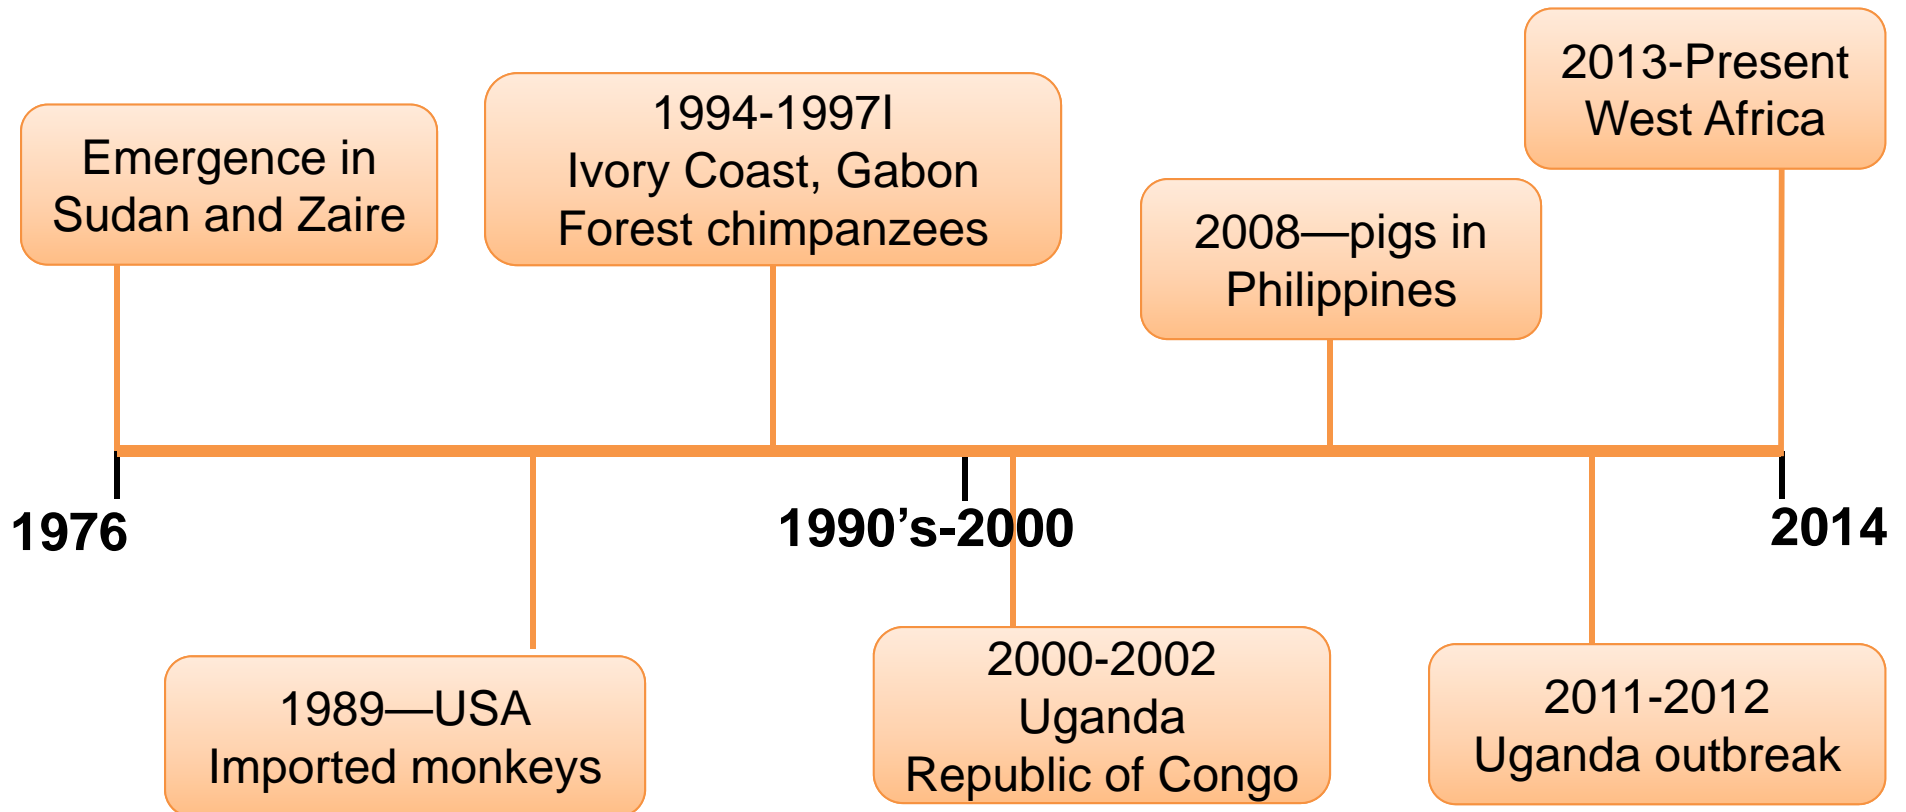 Emergence in
Sudan and Zaire
1994-1997I
Ivory Coast, Gabon
Forest chimpanzees
2008—pigs in
Philippines
2013-Present
West Africa
1976
1990’s-2000
2014
1989—USA
Imported monkeys
2000-2002
Uganda
Republic of Congo
2011-2012
Uganda outbreak